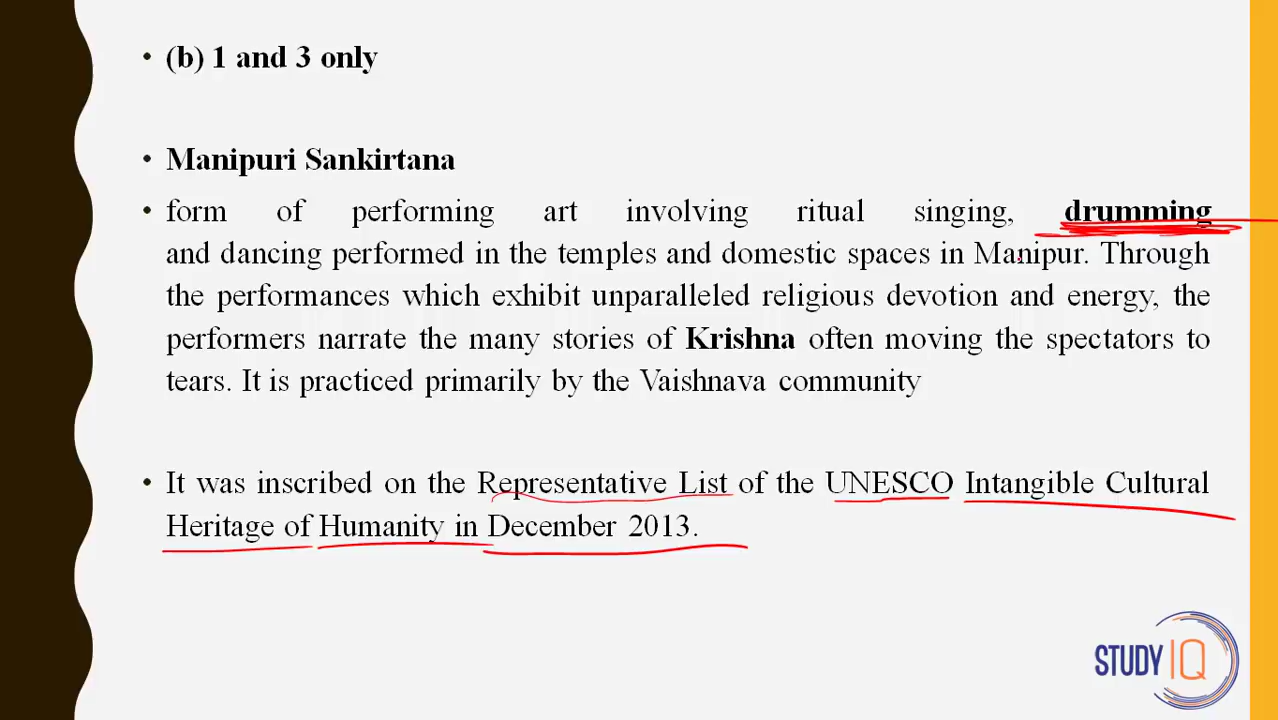 • (b) 1 and 3 only
• Manipuri Sankirtana
• form of performing art involving ritual singing, drumming
and dancing performed in the temples and domestic spaces in Manipur. Through
the performances which exhibit unparalleled religious devotion and energy, the
performers narrate the many stories of Krishna often moving the spectators to
tears. It is practiced primarily by the Vaishnava community
• It was inscribed on the Representative List of the UNESCO Intangible Cultural
Heritage of Humanity in December 2013.
STUDY IQ